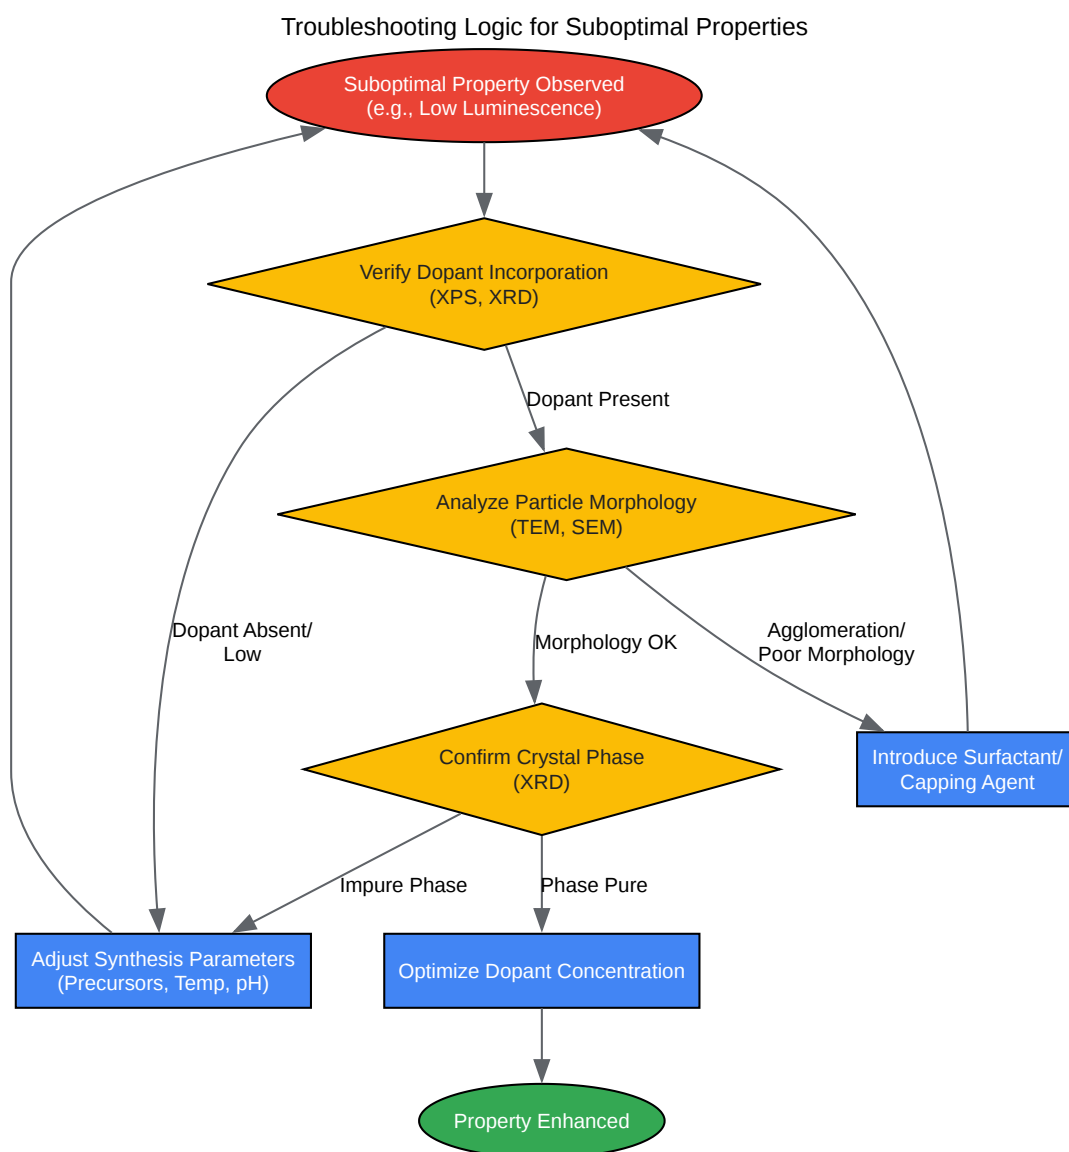 Troubleshooting Logic for Suboptimal Properties
Suboptimal Property Observed
(e.g., Low Luminescence)
Verify Dopant Incorporation
(XPS, XRD)
Dopant Present
Analyze Particle Morphology
(TEM, SEM)
Dopant Absent/
Low
Morphology OK
Agglomeration/
Poor Morphology
Confirm Crystal Phase
(XRD)
Introduce Surfactant/
Capping Agent
Impure Phase
Phase Pure
Adjust Synthesis Parameters
(Precursors, Temp, pH)
Optimize Dopant Concentration
Property Enhanced